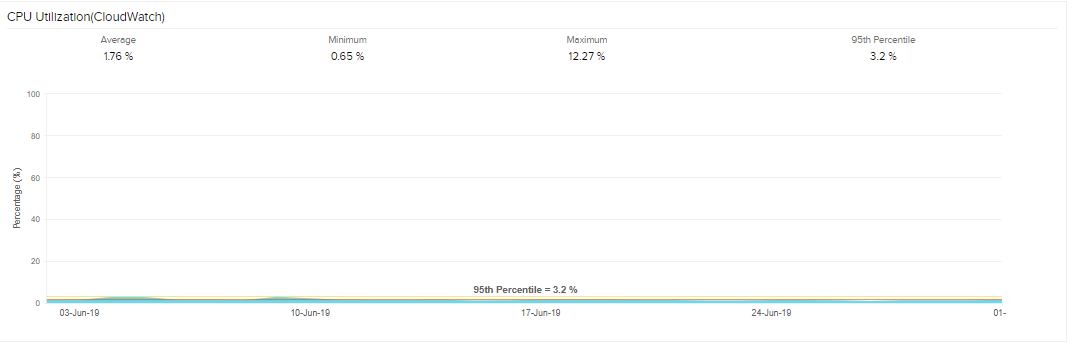 CPU Utilization(CloudWatch)
Average Minimum Maximum 95th Percentile
1.76 % 0.65 % 12.27 % 3.2 %
100
80
60
40
20
0
Percentage (%)
95th Percentile = 3.2 %
03-Jun-19 10-Jun-19 17-Jun-19 24-Jun-19 01-